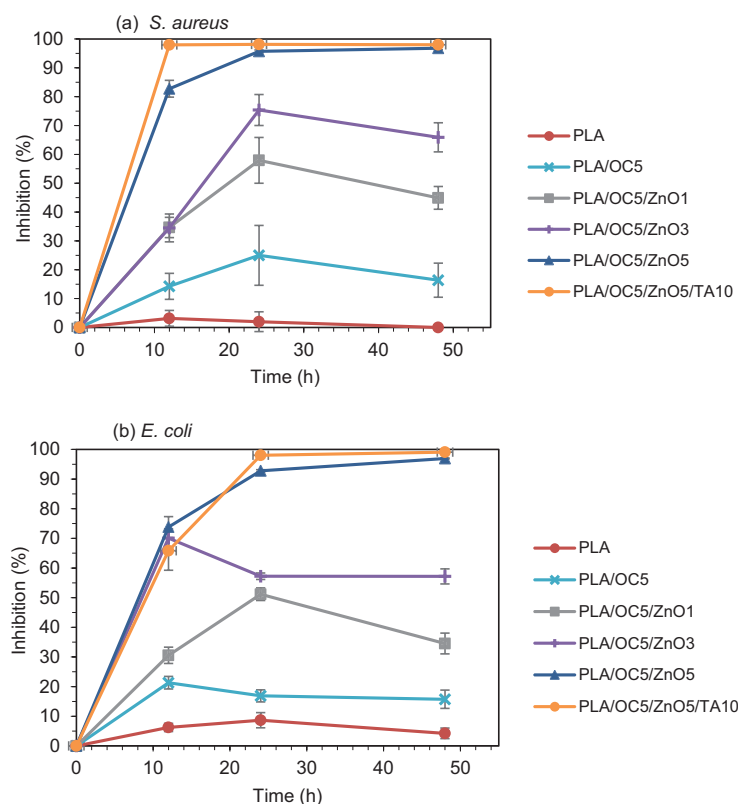 (a) S. aureus
100
90
80
70
60
50
40
30
20
10
0
Inhibition (%)
0 10 20 30 40 50
Time (h)
PLA
PLA/OC5
PLA/OC5/ZnO1
PLA/OC5/ZnO3
PLA/OC5/ZnO5
PLA/OC5/ZnO5/TA10
(b) E. coli
100
90
80
70
60
50
40
30
20
10
0
Inhibition (%)
0 10 20 30 40 50
Time (h)
PLA
PLA/OC5
PLA/OC5/ZnO1
PLA/OC5/ZnO3
PLA/OC5/ZnO5
PLA/OC5/ZnO5/TA10